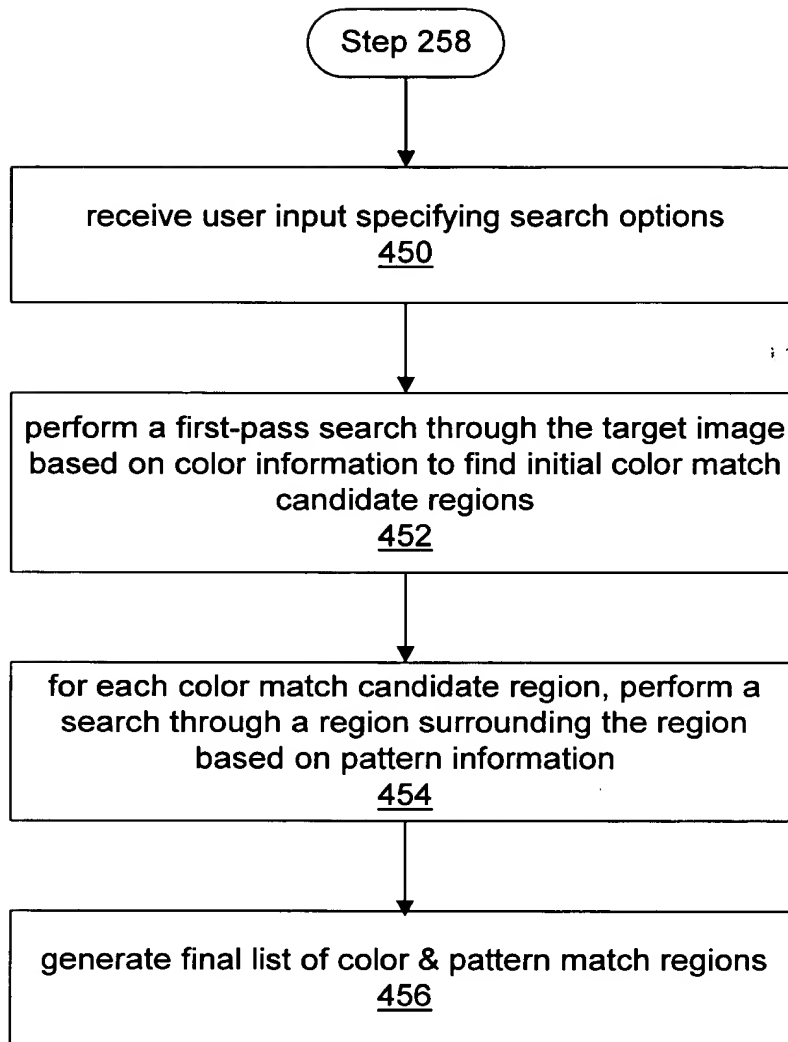 Step 258
receive user input specifying search options
450
perform a first-pass search through the target image
based on color information to find initial color match
candidate regions
452
for each color match candidate region, perform a
search through a region surrounding the region
based on pattern information
454
generate final list of color & pattern match regions
456